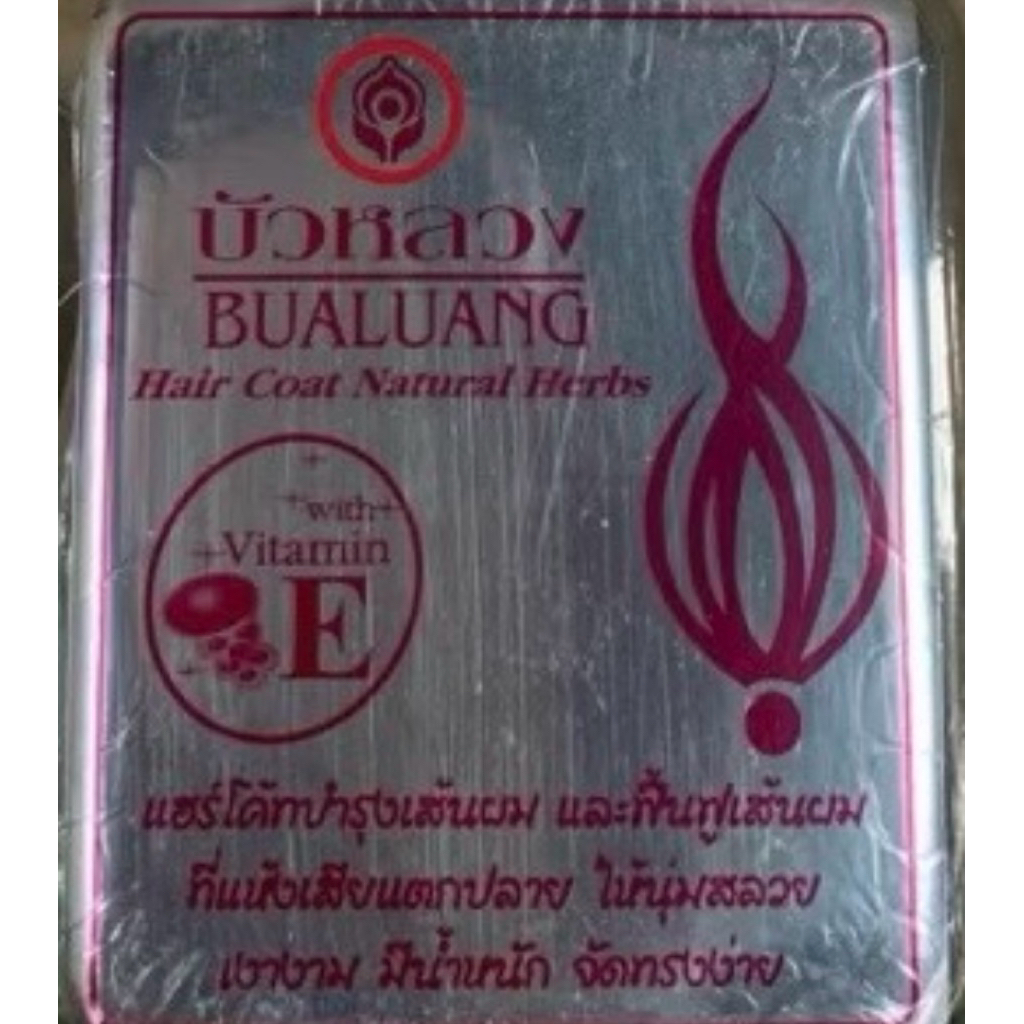 บัวหลวง
BUALUANG
Hair Coat Natural Herbs
with
Vitamin
E
แฮร์โค้ทบำรุงเส้นผม และฟื้นฟูเส้นผม
ที่แห้งเสียแตกปลาย ให้นุ่มสลวย
เงางาม มีน้ำหนัก จัดทรงง่าย